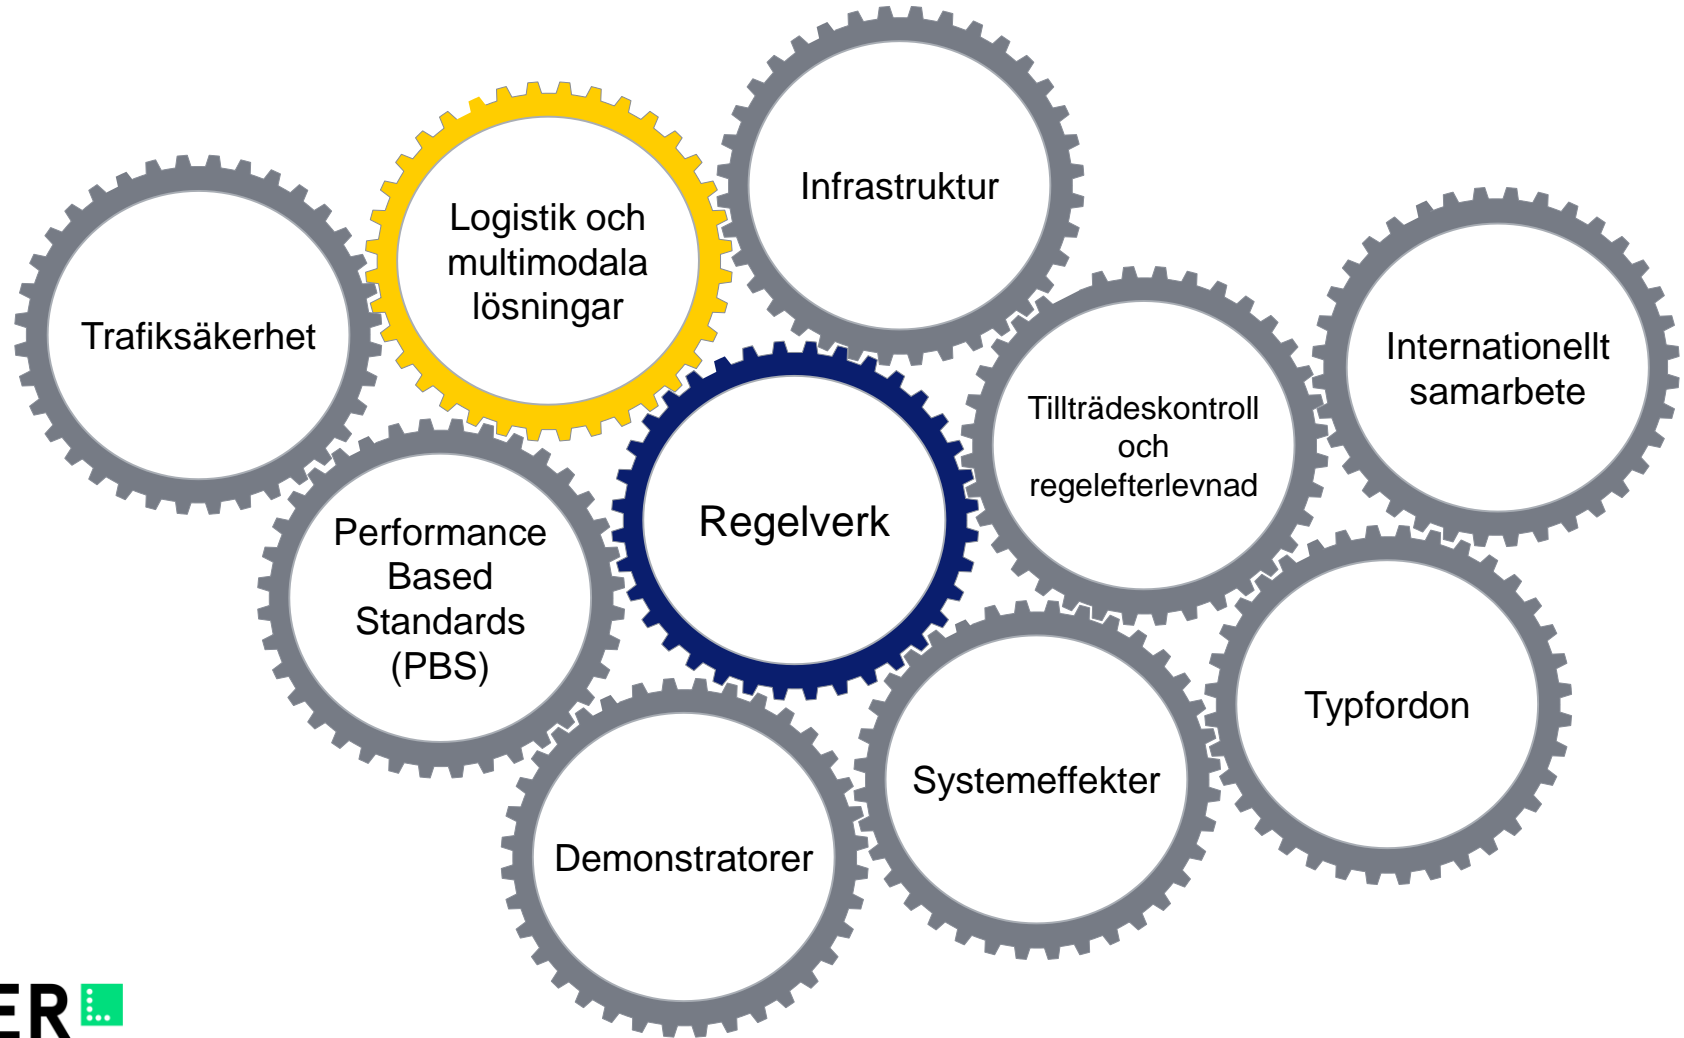 Infrastruktur
Logistik och
multimodala
lösningar
Trafiksäkerhet
Internationellt
samarbete
Tillträdeskontroll
och
regelefterlevnad
Regelverk
Performance
Based
Standards
(PBS)
Typfordon
Systemeffekter
Demonstratorer
ER